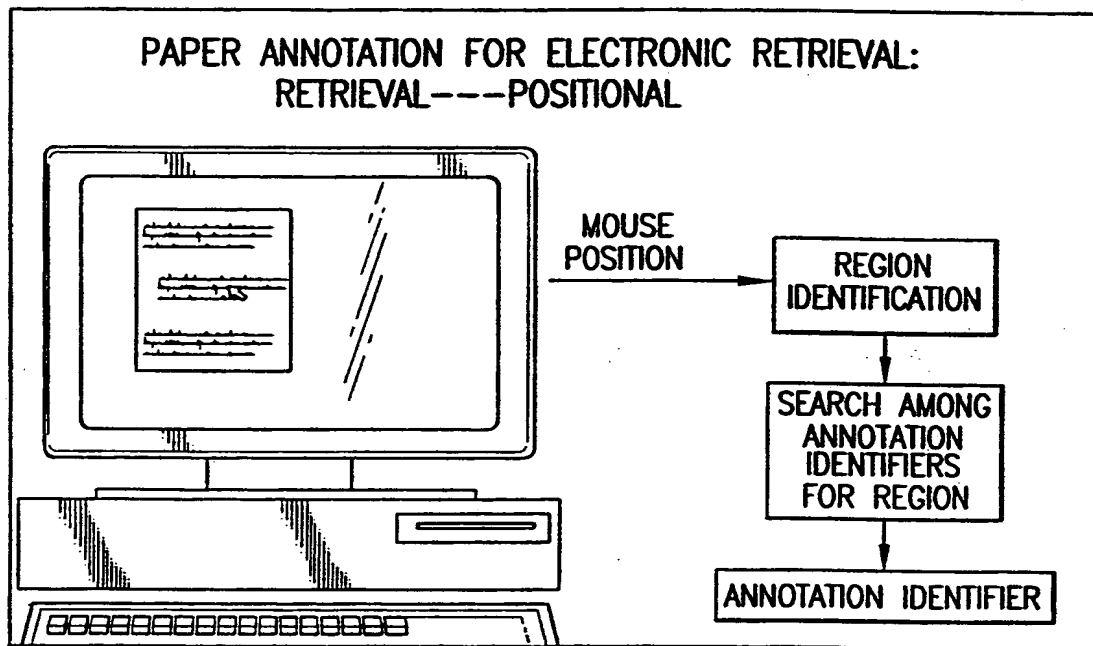 PAPER ANNOTATION FOR ELECTRONIC RETRIEVAL:
RETRIEVAL---POSITIONAL
MOUSE
POSITION
REGION
IDENTIFICATION
SEARCH AMONG
ANNOTATION
IDENTIFIERS
FOR REGION
ANNOTATION IDENTIFIER